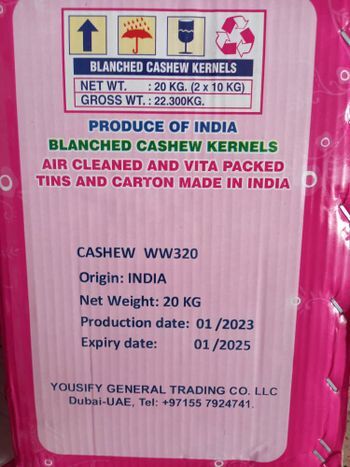 BLANCHED CASHEW KERNELS
NET WT. : 20 KG. (2 x 10 KG)
GROSS WT. : 22.300KG.
PRODUCE OF INDIA
BLANCHED CASHEW KERNELS
AIR CLEANED AND VITA PACKED
TINS AND CARTON MADE IN INDIA
CASHEW WW320
Origin: INDIA
Net Weight: 20 KG
Production date: 01 /2023
Expiry date: 01 /2025
YOUSIFY GENERAL TRADING CO. LLC
Dubai-UAE, Tel: +97155 7924741.